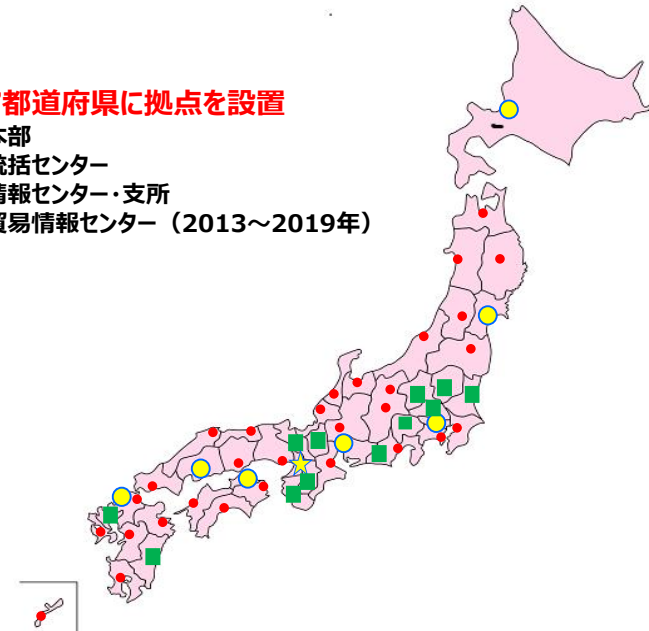 都道府県に拠点を設置
本部
統括センター
情報センター・支所
貿易情報センター（2013～2019年）